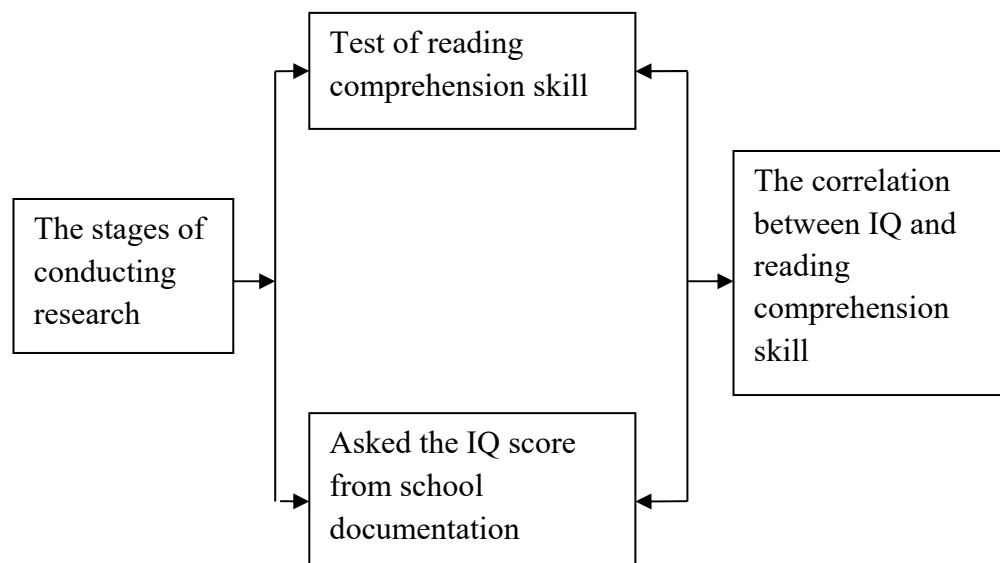 Test of reading
comprehension skill
The stages of
conducting
research
The correlation
between IQ and
reading
comprehension
skill
Asked the IQ score
from school
documentation